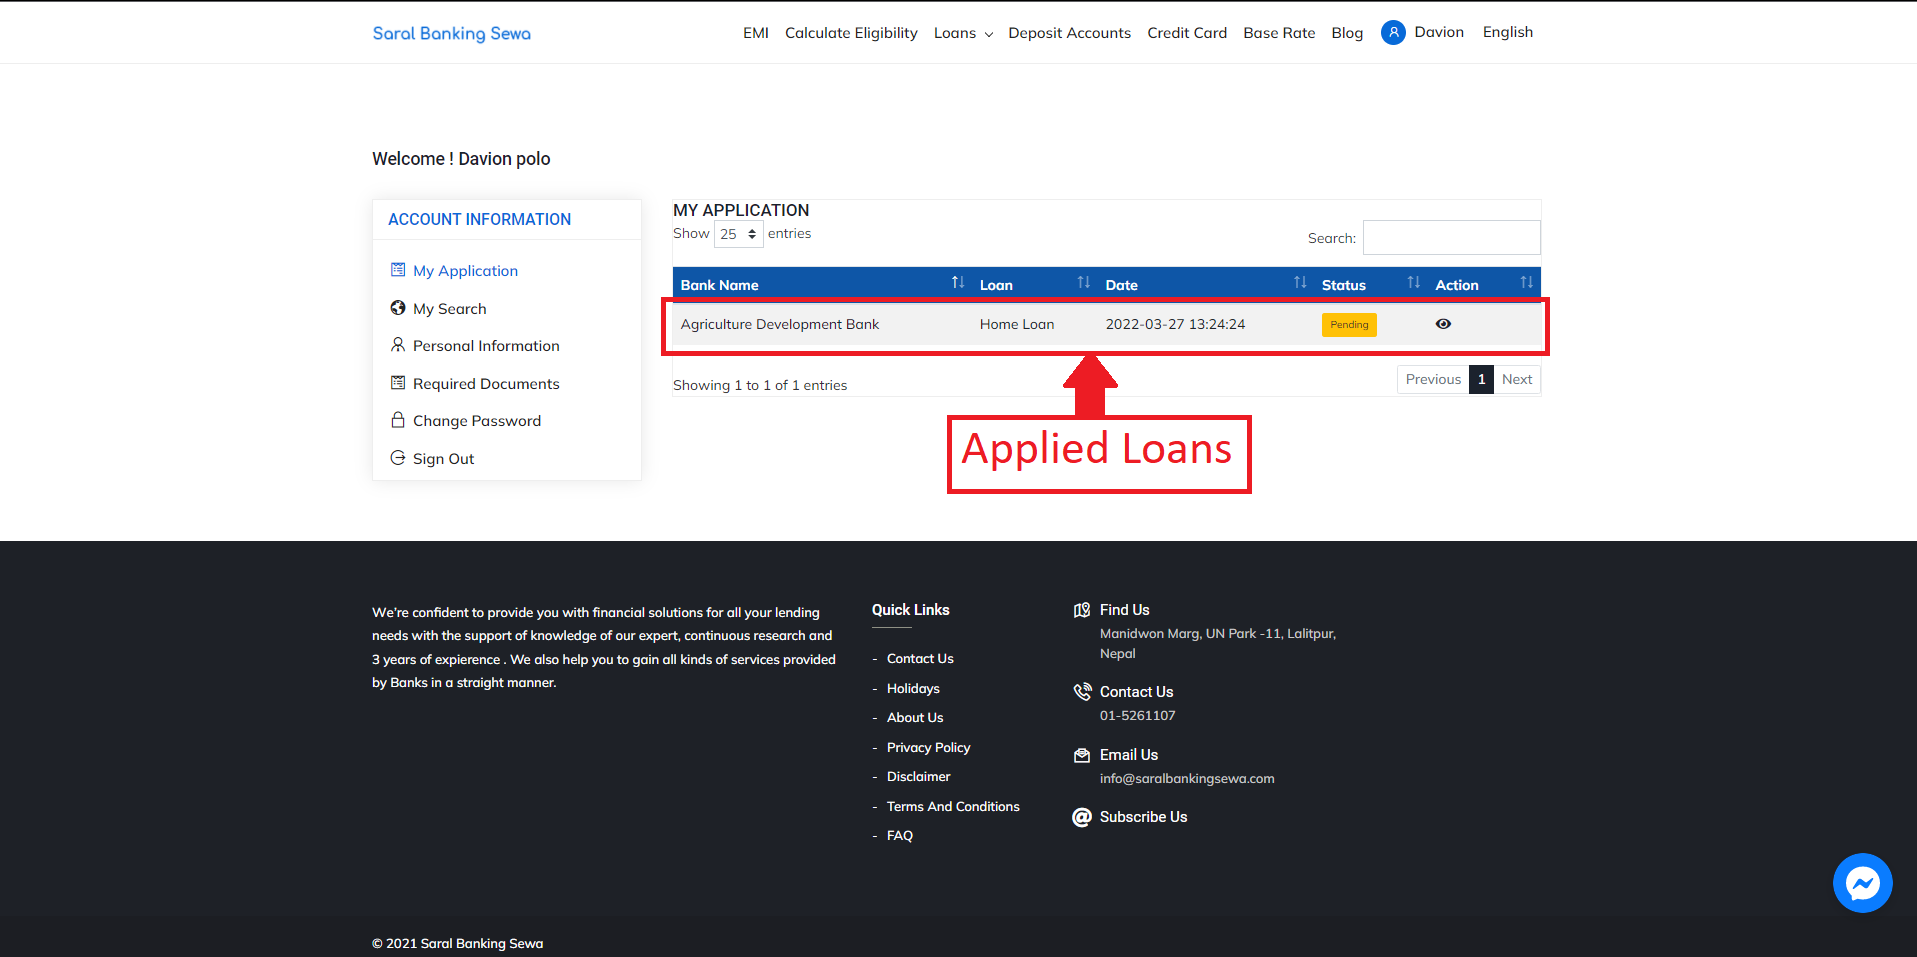 Saral Banking Sewa
EMI Calculate Eligibility Loans Deposit Accounts Credit Card Base Rate Blog Davion English
Welcome ! Davion polo
ACCOUNT INFORMATION
My Application
My Search
Personal Information
Required Documents
Change Password
Sign Out
MY APPLICATION
Show 25 entries
Search:
Bank Name Loan Date Status Action
Agriculture Development Bank Home Loan 2022-03-27 13:24:24 Pending
Showing 1 to 1 of 1 entries
Previous 1 Next
Applied Loans
We're confident to provide you with financial solutions for all your lending
needs with the support of knowledge of our expert, continuous research and
3 years of expierence . We also help you to gain all kinds of services provided
by Banks in a straight manner.
Quick Links
- Contact Us
- Holidays
- About Us
- Privacy Policy
- Disclaimer
- Terms And Conditions
- FAQ
Find Us
Manidwon Marg, UN Park -11, Lalitpur,
Nepal
Contact Us
01-5261107
Email Us
info@saralbankingsewa.com
Subscribe Us
© 2021 Saral Banking Sewa